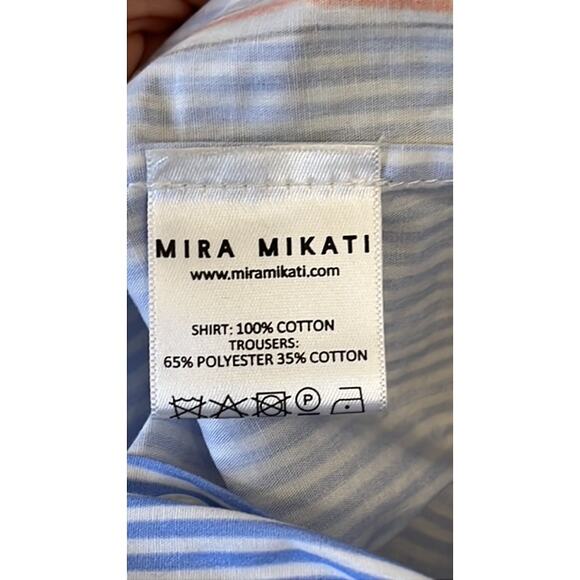 MIRA MIKATI
www.miramikati.com
SHIRT: 100% COTTON
TROUSERS:
65% POLYESTER 35% COTTON
P